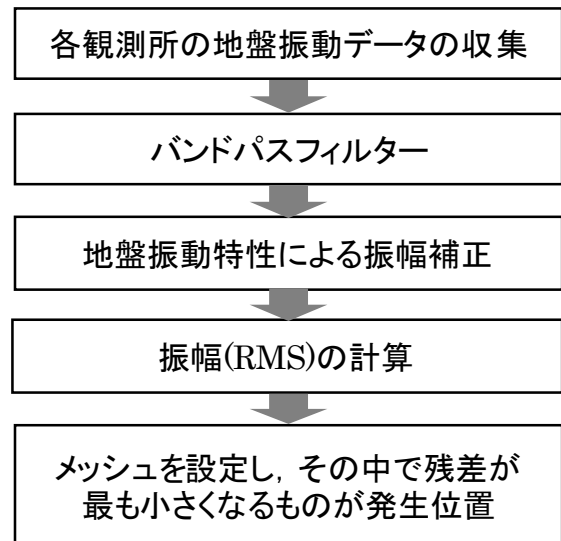 各観測所の地盤振動データの収集
バンドパスフィルター
地盤振動特性による振幅補正
振幅(RMS)の計算
メッシュを設定し，その中で残差が
最も小さくなるものが発生位置